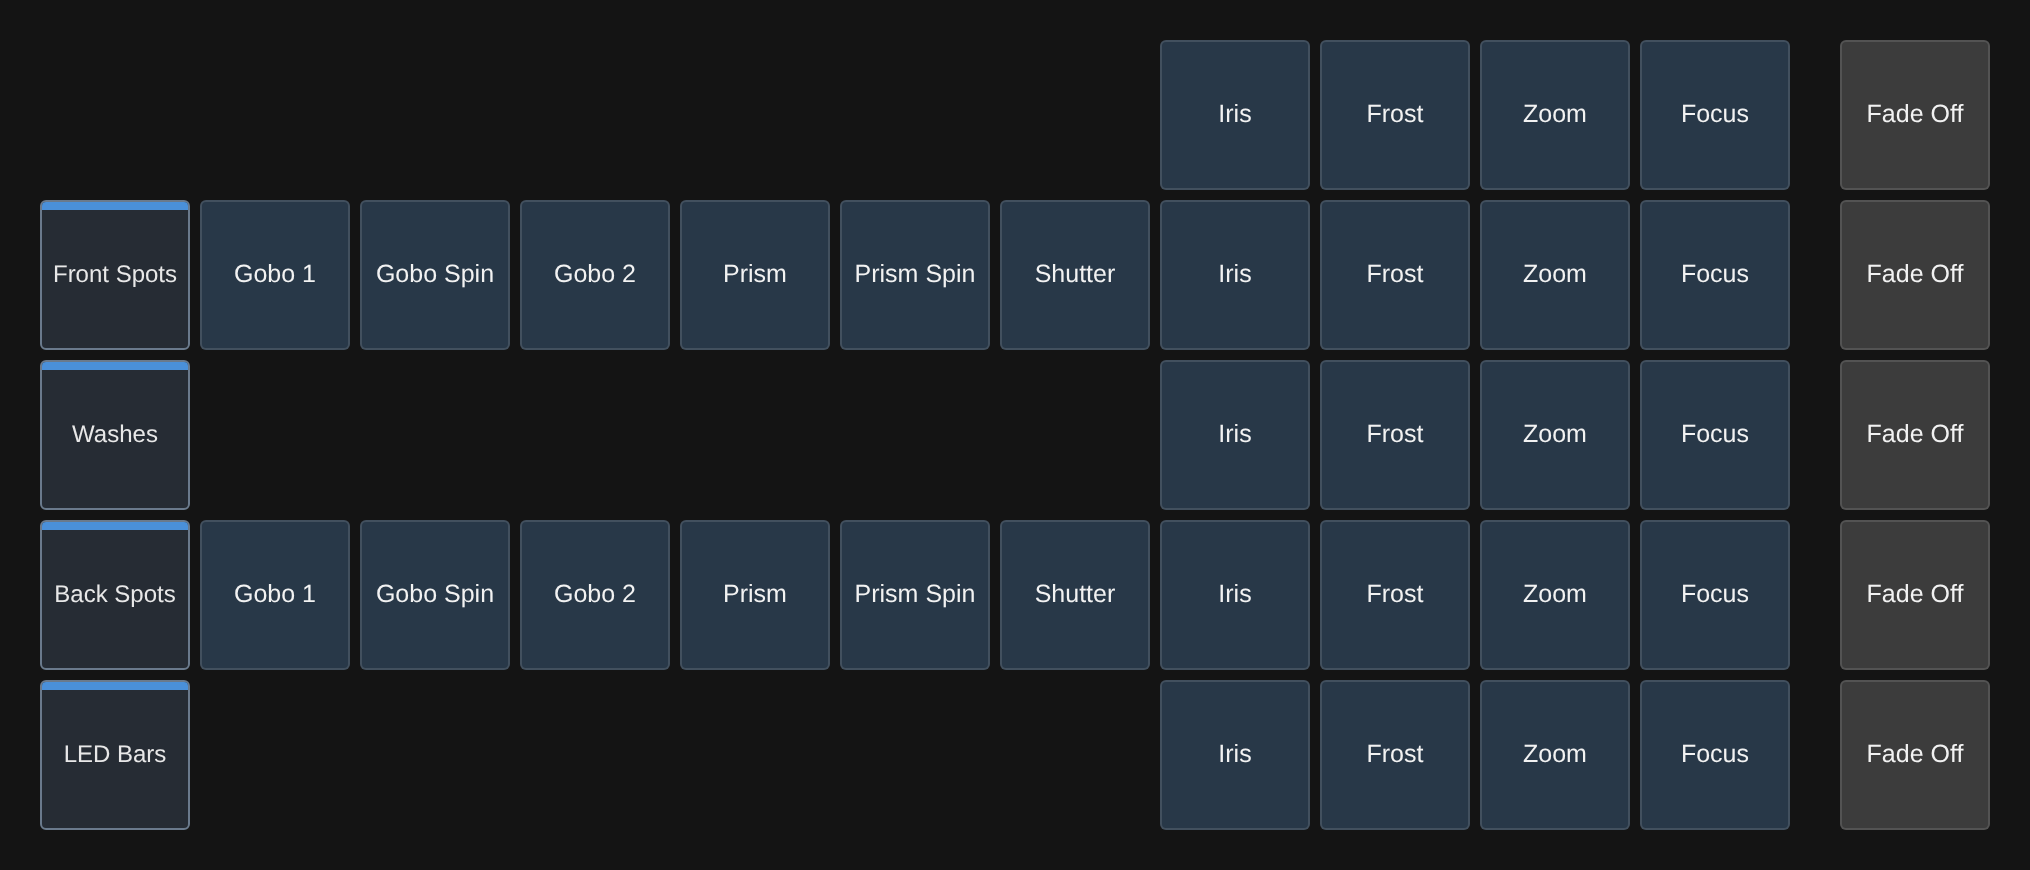 Iris Frost Zoom Focus Fade Off
Front Spots Gobo 1 Gobo Spin Gobo 2 Prism Prism Spin Shutter Iris Frost Zoom Focus Fade Off
Washes Iris Frost Zoom Focus Fade Off
Back Spots Gobo 1 Gobo Spin Gobo 2 Prism Prism Spin Shutter Iris Frost Zoom Focus Fade Off
LED Bars Iris Frost Zoom Focus Fade Off